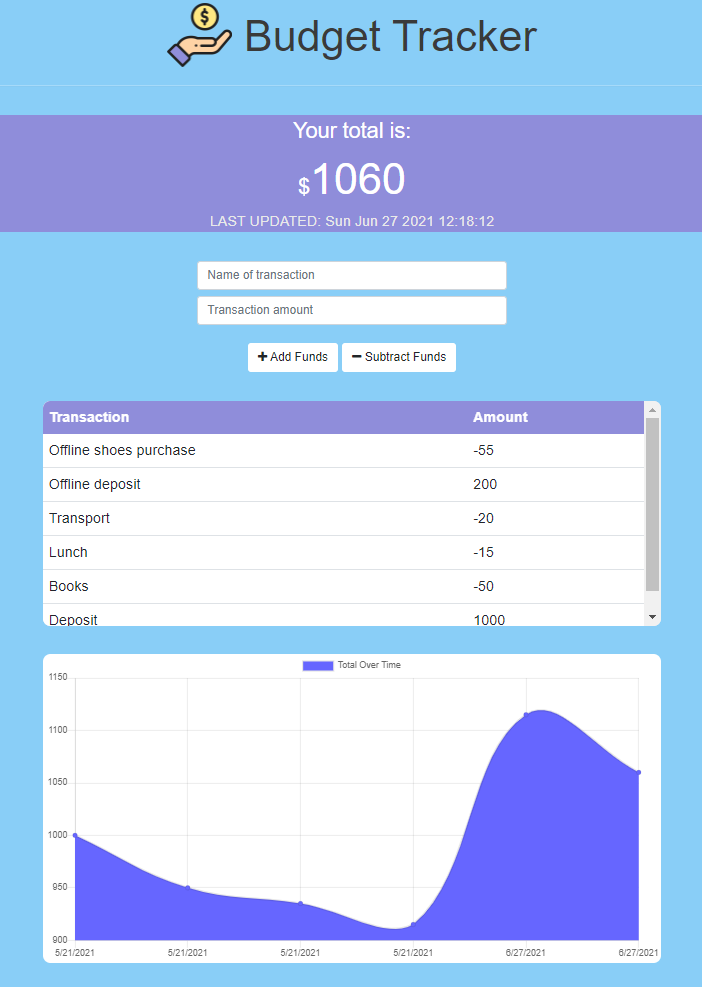 $
Budget Tracker
Your total is:
$1060
LAST UPDATED: Sun Jun 27 2021 12:18:12
Name of transaction
Transaction amount
+ Add Funds − Subtract Funds
Transaction Amount
Offline shoes purchase -55
Offline deposit 200
Transport -20
Lunch -15
Books -50
Deposit 1000
Total Over Time
1150
1100
1050
1000
950
900
5/21/2021 5/21/2021 5/21/2021 5/21/2021 6/27/2021 6/27/2021